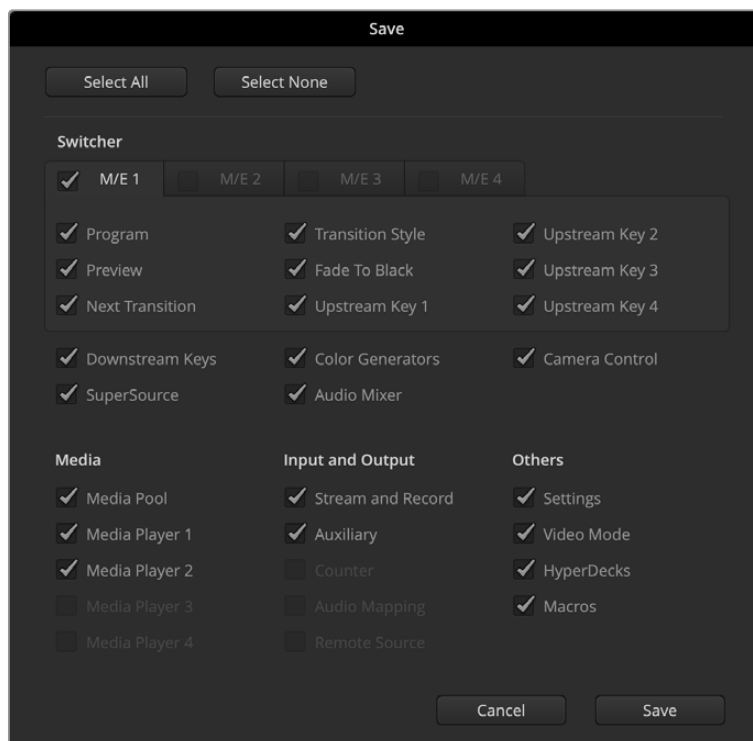 Save
Select All Select None
Switcher
M/E 1 M/E 2 M/E 3 M/E 4
Program Transition Style Upstream Key 2
Preview Fade To Black Upstream Key 3
Next Transition Upstream Key 1 Upstream Key 4
Downstream Keys Color Generators Camera Control
SuperSource Audio Mixer
Media Input and Output Others
Media Pool Stream and Record Settings
Media Player 1 Auxiliary Video Mode
Media Player 2 Counter HyperDecks
Media Player 3 Audio Mapping Macros
Media Player 4 Remote Source
Cancel Save